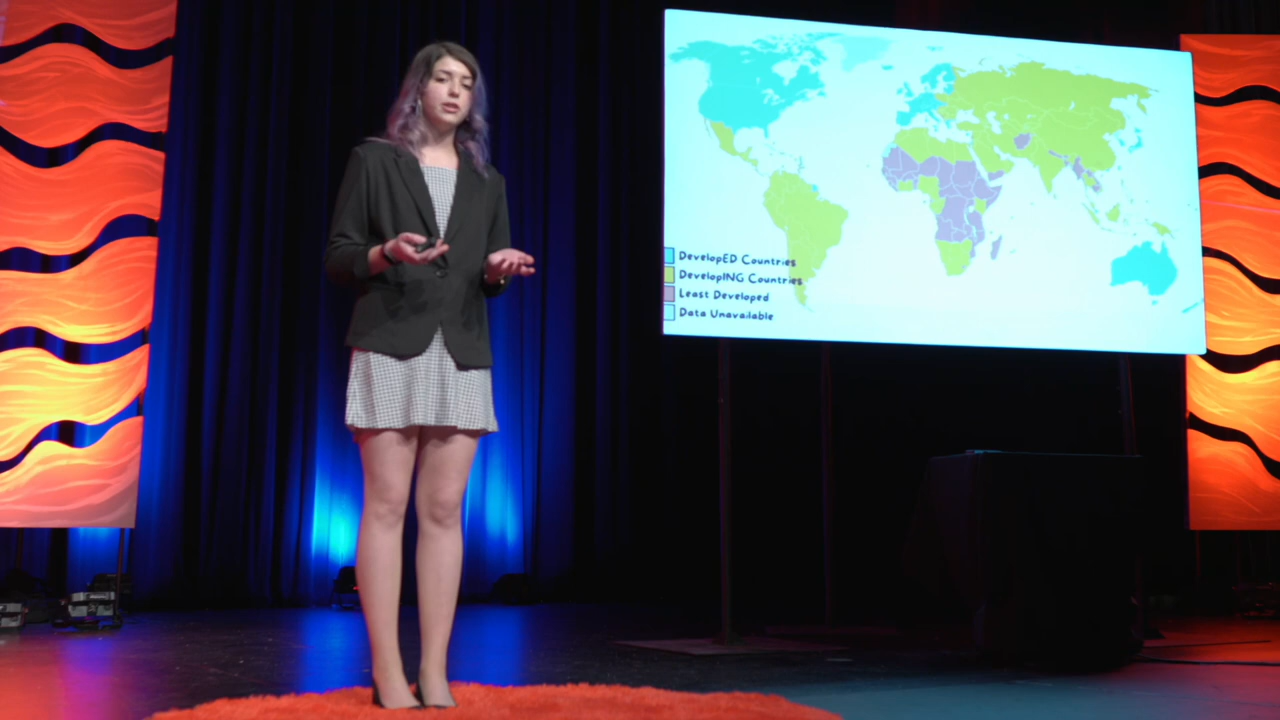 DevelopED Countries
DevelopING Countries
Least Developed
Data Unavailable